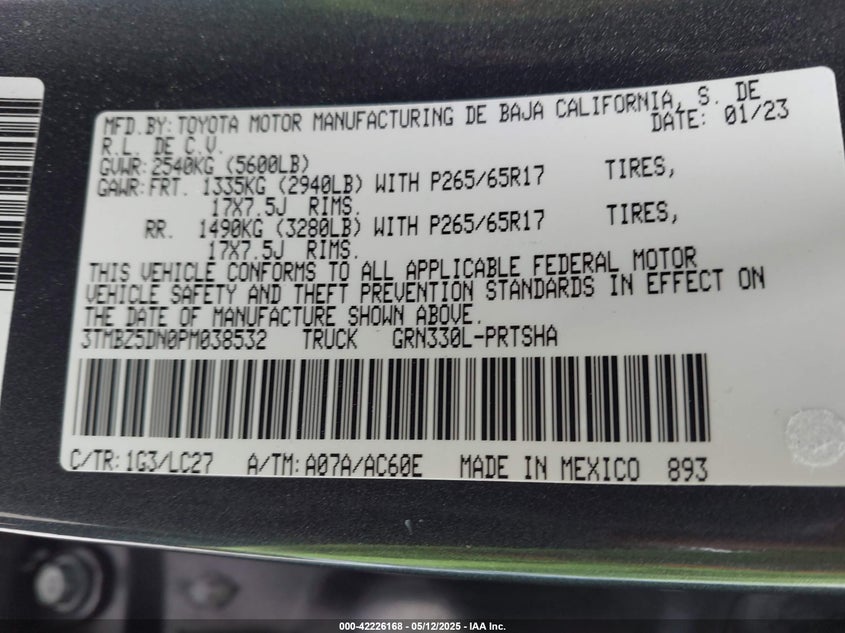 MFD.BY:TOYOTA MOTOR MANUFACTURING DE BAJA CALIFORNIA, S. DE
R.L. DE C.V. DATE: 01/23
GVWR:2540KG (5600LB)
GAWR:FRT. 1335KG (2940LB) WITH P265/65R17 TIRES,
17X7.5J RIMS.
RR. 1490KG (3280LB) WITH P265/65R17 TIRES,
17X7.5J RIMS.
THIS VEHICLE CONFORMS TO ALL APPLICABLE FEDERAL MOTOR
VEHICLE SAFETY AND THEFT PREVENTION STANDARDS IN EFFECT ON
THE DATE OF MANUFACTURE SHOWN ABOVE.
3TMBZ5DN0PM038532 TRUCK GRN330L-PRTSHA
C/TR:1G3/LC27 A/TM:A07A/AC60E MADE IN MEXICO 893
000-42226168 - 05/12/2025 - IAA Inc.